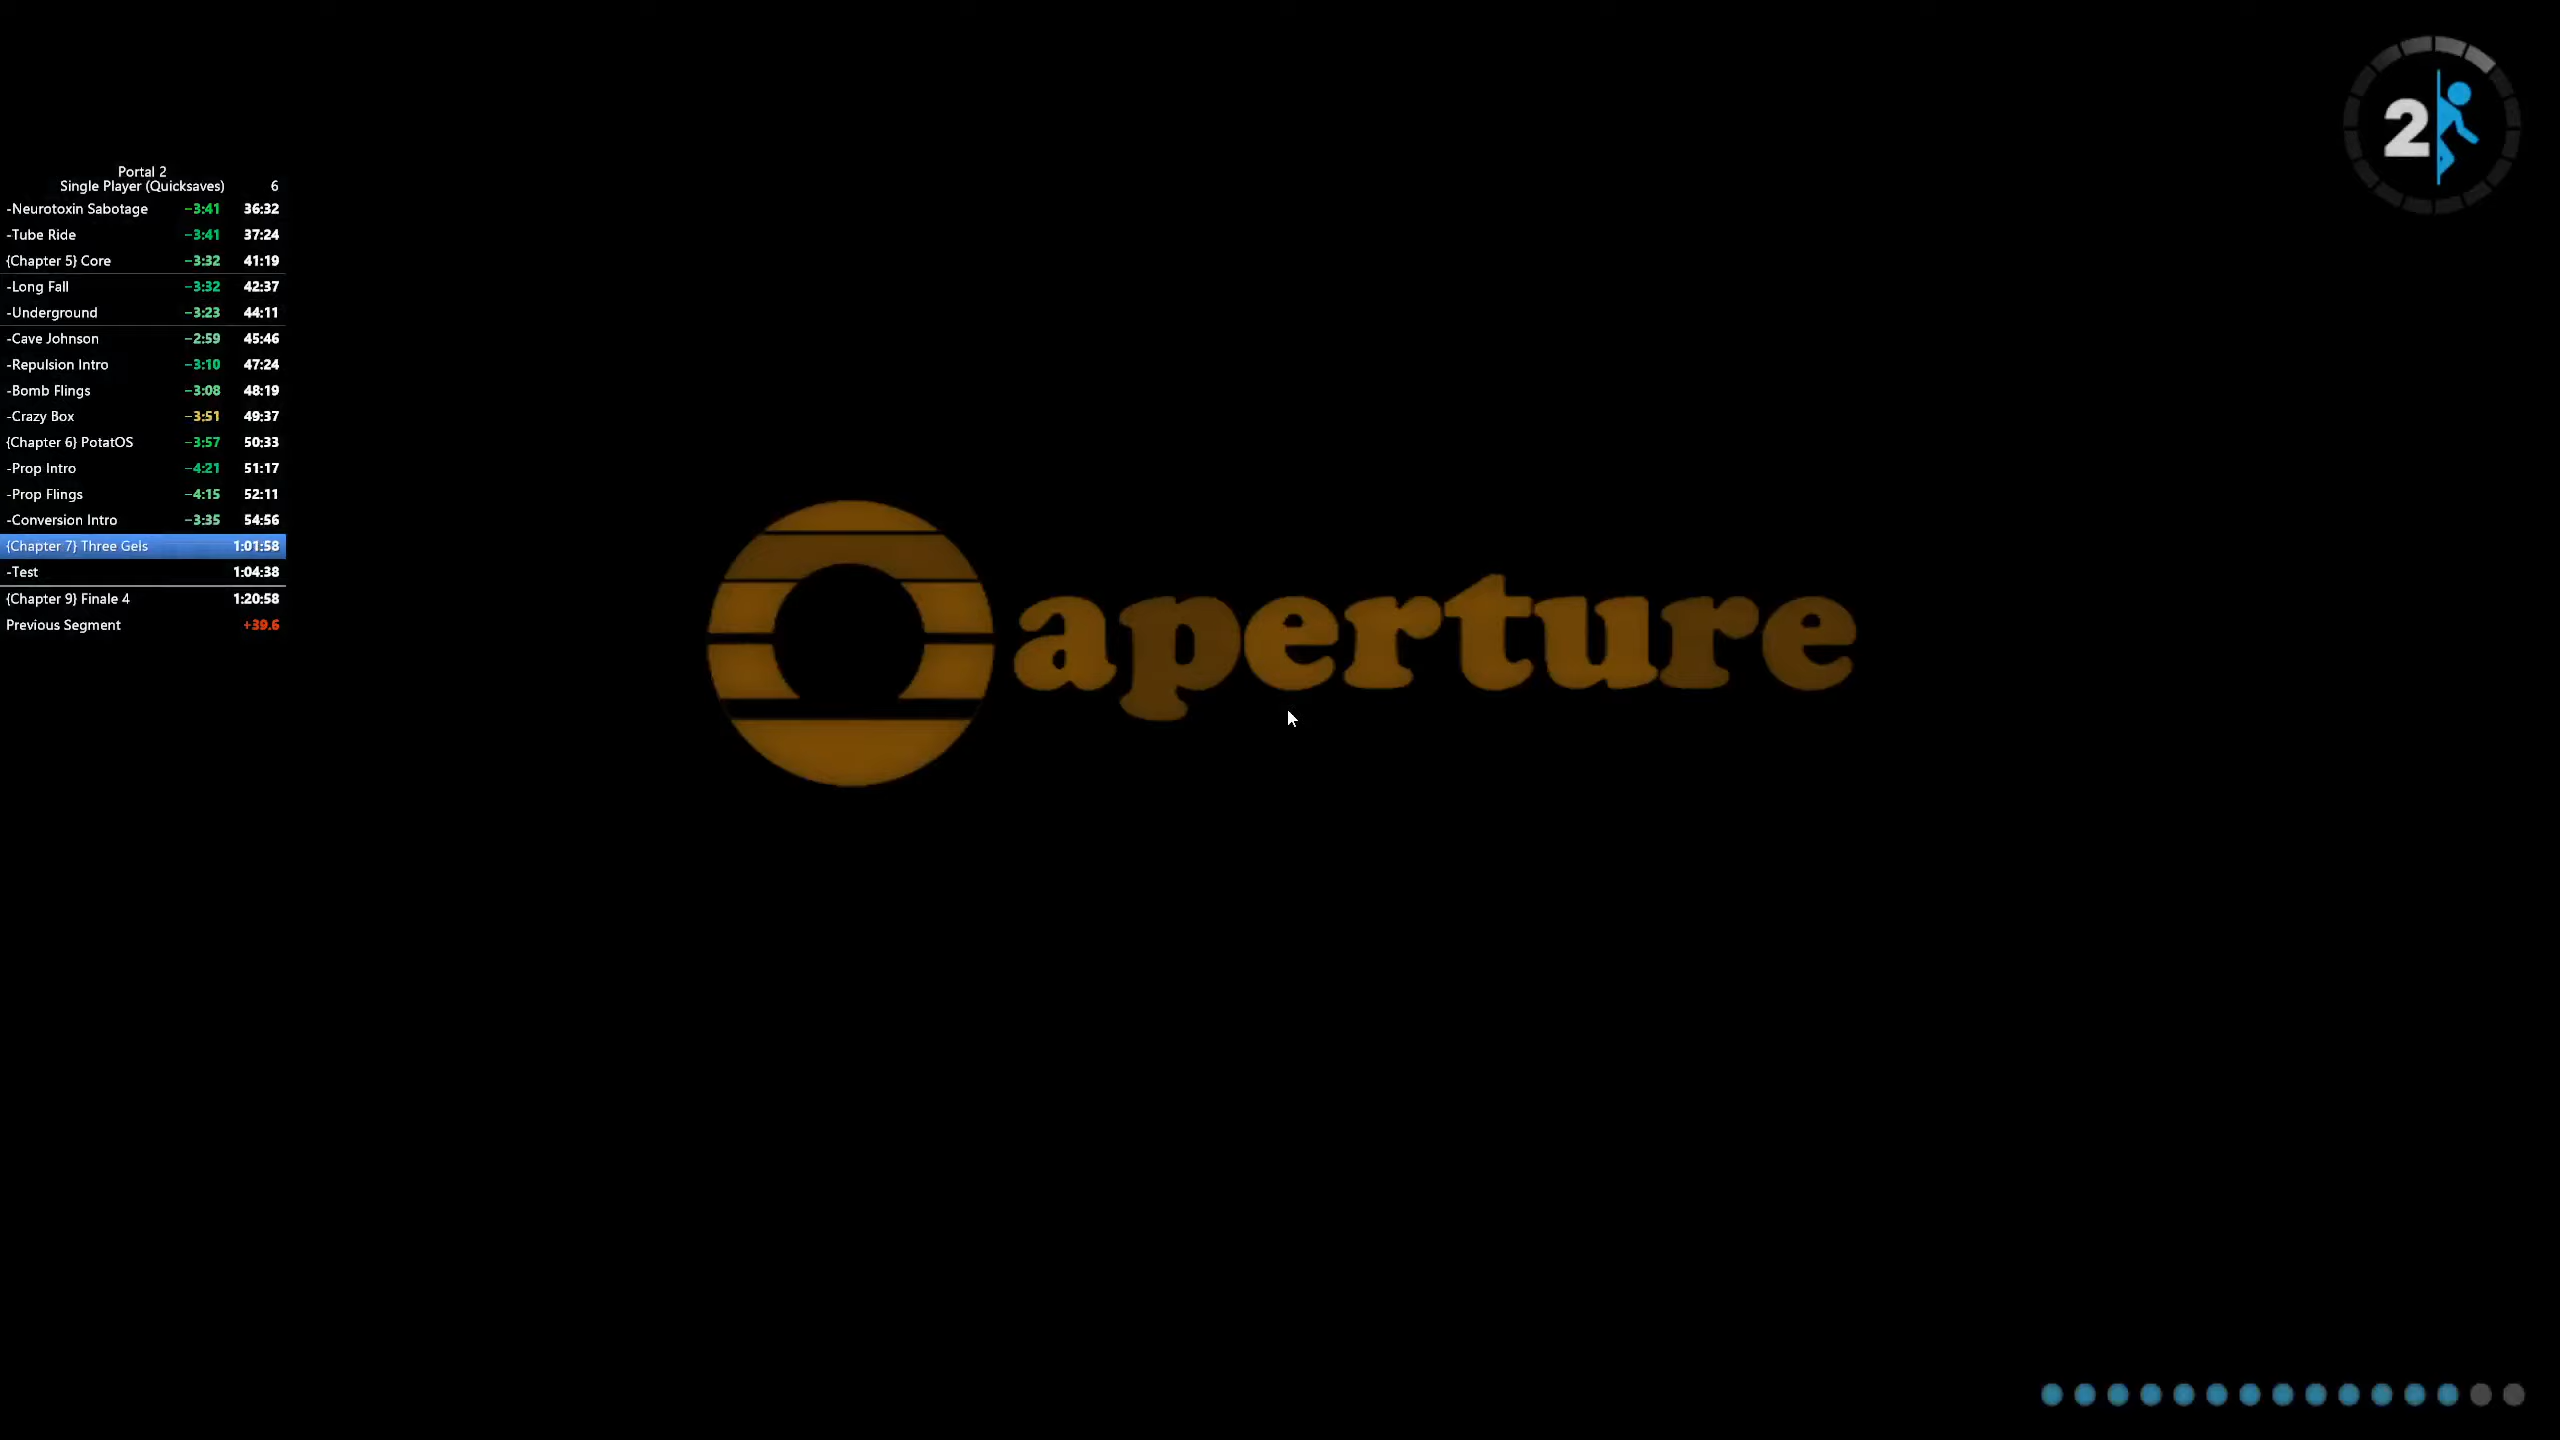 Portal 2
Single Player (Quicksaves) 6
-Neurotoxin Sabotage −3:41 36:32
-Tube Ride −3:41 37:24
{Chapter 5} Core −3:32 41:19
-Long Fall −3:32 42:37
-Underground −3:23 44:11
-Cave Johnson −2:59 45:46
-Repulsion Intro −3:10 47:24
-Bomb Flings −3:08 48:19
-Crazy Box −3:51 49:37
{Chapter 6} PotatOS −3:57 50:33
-Prop Intro −4:21 51:17
-Prop Flings −4:15 52:11
-Conversion Intro −3:35 54:56
{Chapter 7} Three Gels 1:01:58
-Test 1:04:38
{Chapter 9} Finale 4 1:20:58
Previous Segment +39.6
aperture
2